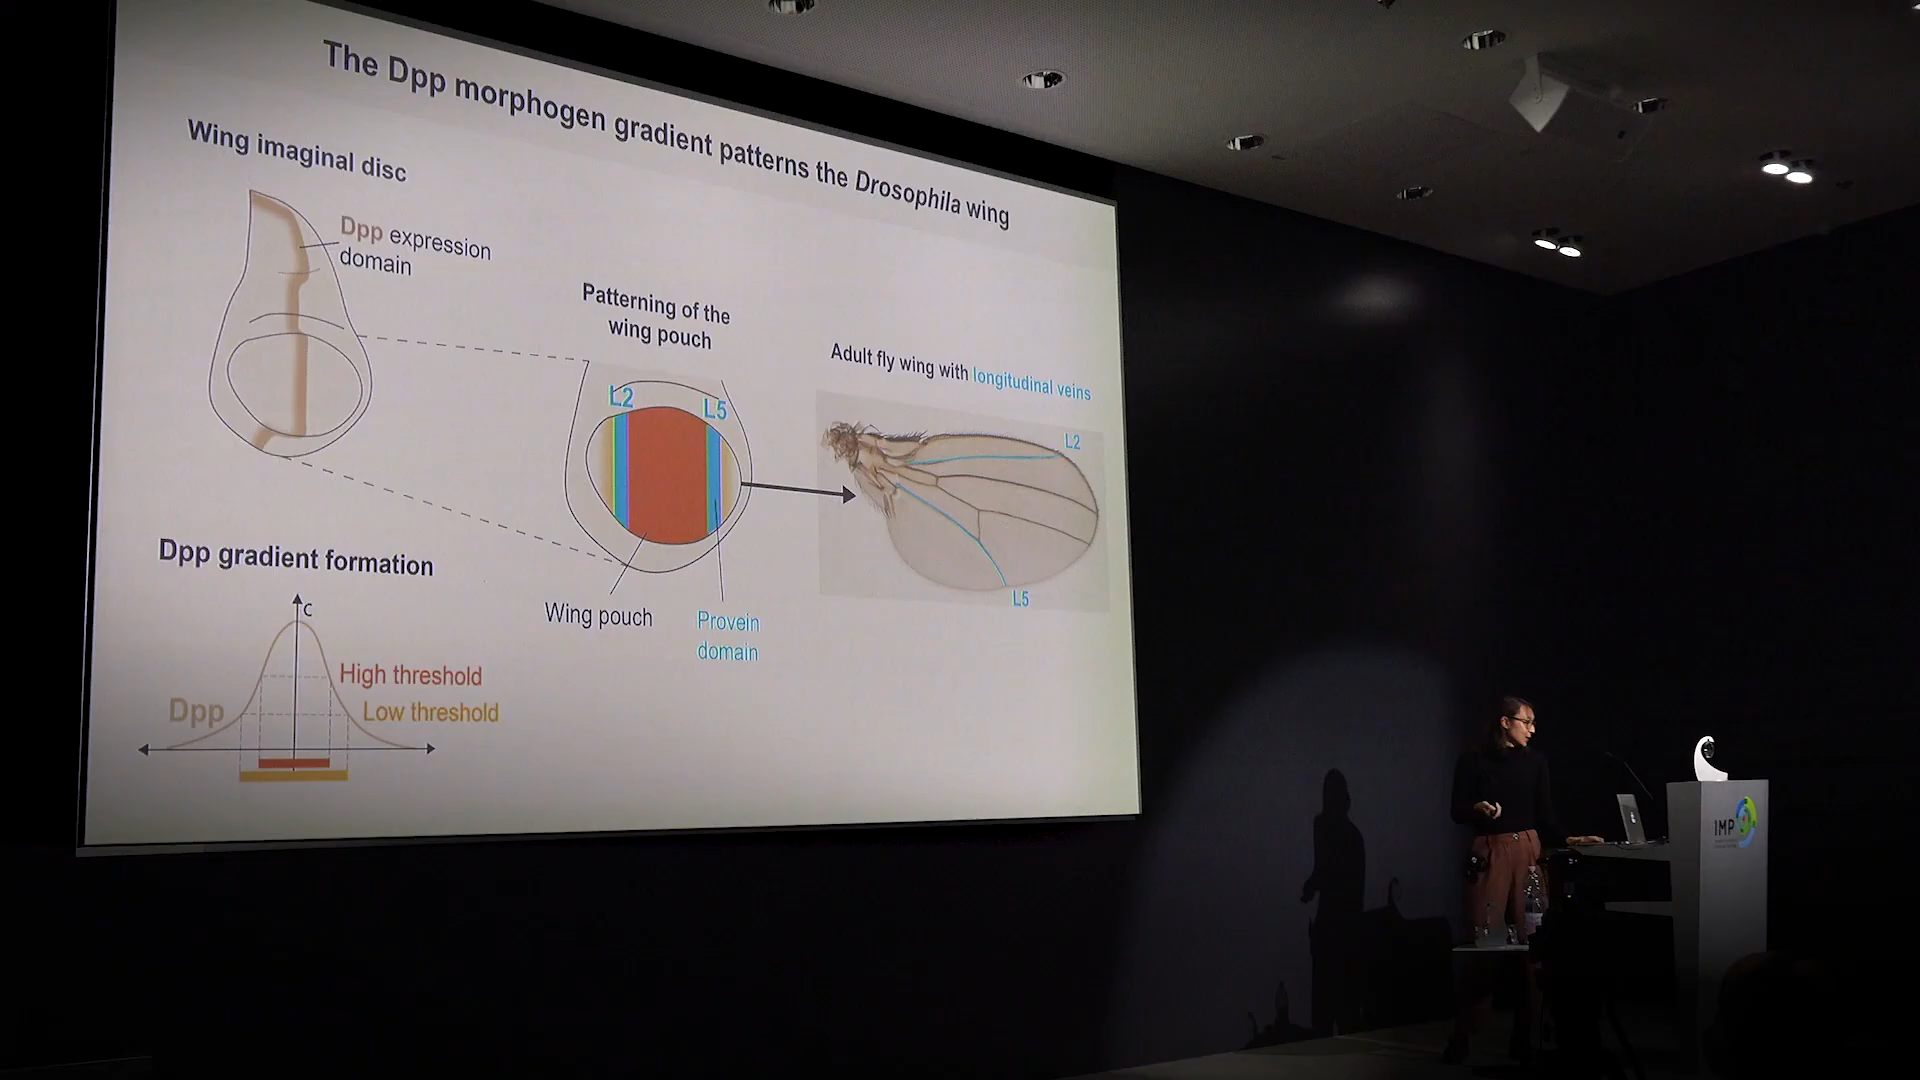 The Dpp morphogen gradient patterns the Drosophila wing
Wing imaginal disc
Dpp expression
domain
Patterning of the
wing pouch
L2
L5
Wing pouch
Provein
domain
Adult fly wing with longitudinal veins
L2
L5
Dpp gradient formation
c
High threshold
Dpp
Low threshold
IMP